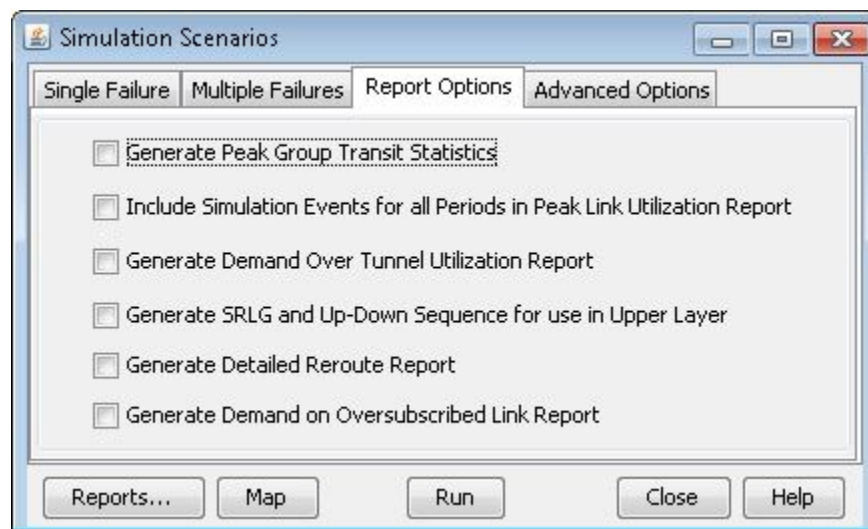 Simulation Scenarios
Single Failure Multiple Failures Report Options Advanced Options
Generate Peak Group Transit Statistics
Include Simulation Events for all Periods in Peak Link Utilization Report
Generate Demand Over Tunnel Utilization Report
Generate SRLG and Up-Down Sequence for use in Upper Layer
Generate Detailed Reroute Report
Generate Demand on Oversubscribed Link Report
Reports... Map Run Close Help